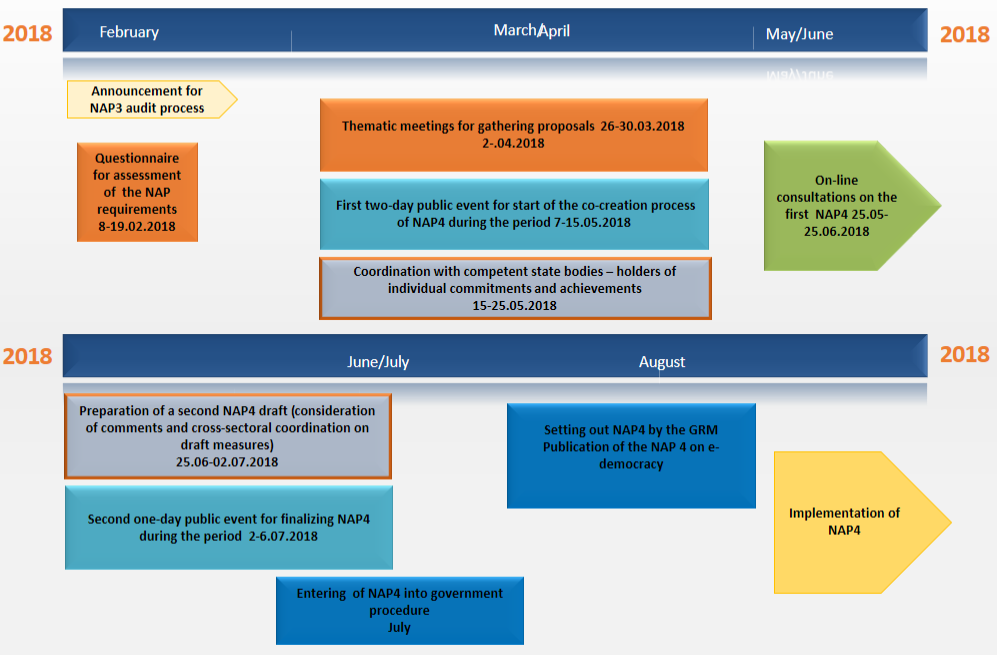 2018
February
March/April
May/June
2018
Announcement for
NAP3 audit process
Questionnaire
for assessment
of the NAP
requirements
8-19.02.2018
Thematic meetings for gathering proposals 26-30.03.2018
2-.04.2018
First two-day public event for start of the co-creation process
of NAP4 during the period 7-15.05.2018
Coordination with competent state bodies – holders of
individual commitments and achievements
15-25.05.2018
On-line
consultations on the
first NAP4 25.05-
25.06.2018
2018
June/July
August
2018
Preparation of a second NAP4 draft (consideration
of comments and cross-sectoral coordination on
draft measures)
25.06-02.07.2018
Second one-day public event for finalizing NAP4
during the period 2-6.07.2018
Entering of NAP4 into government
procedure
July
Setting out NAP4 by the GRM
Publication of the NAP 4 on e-
democracy
Implementation of
NAP4